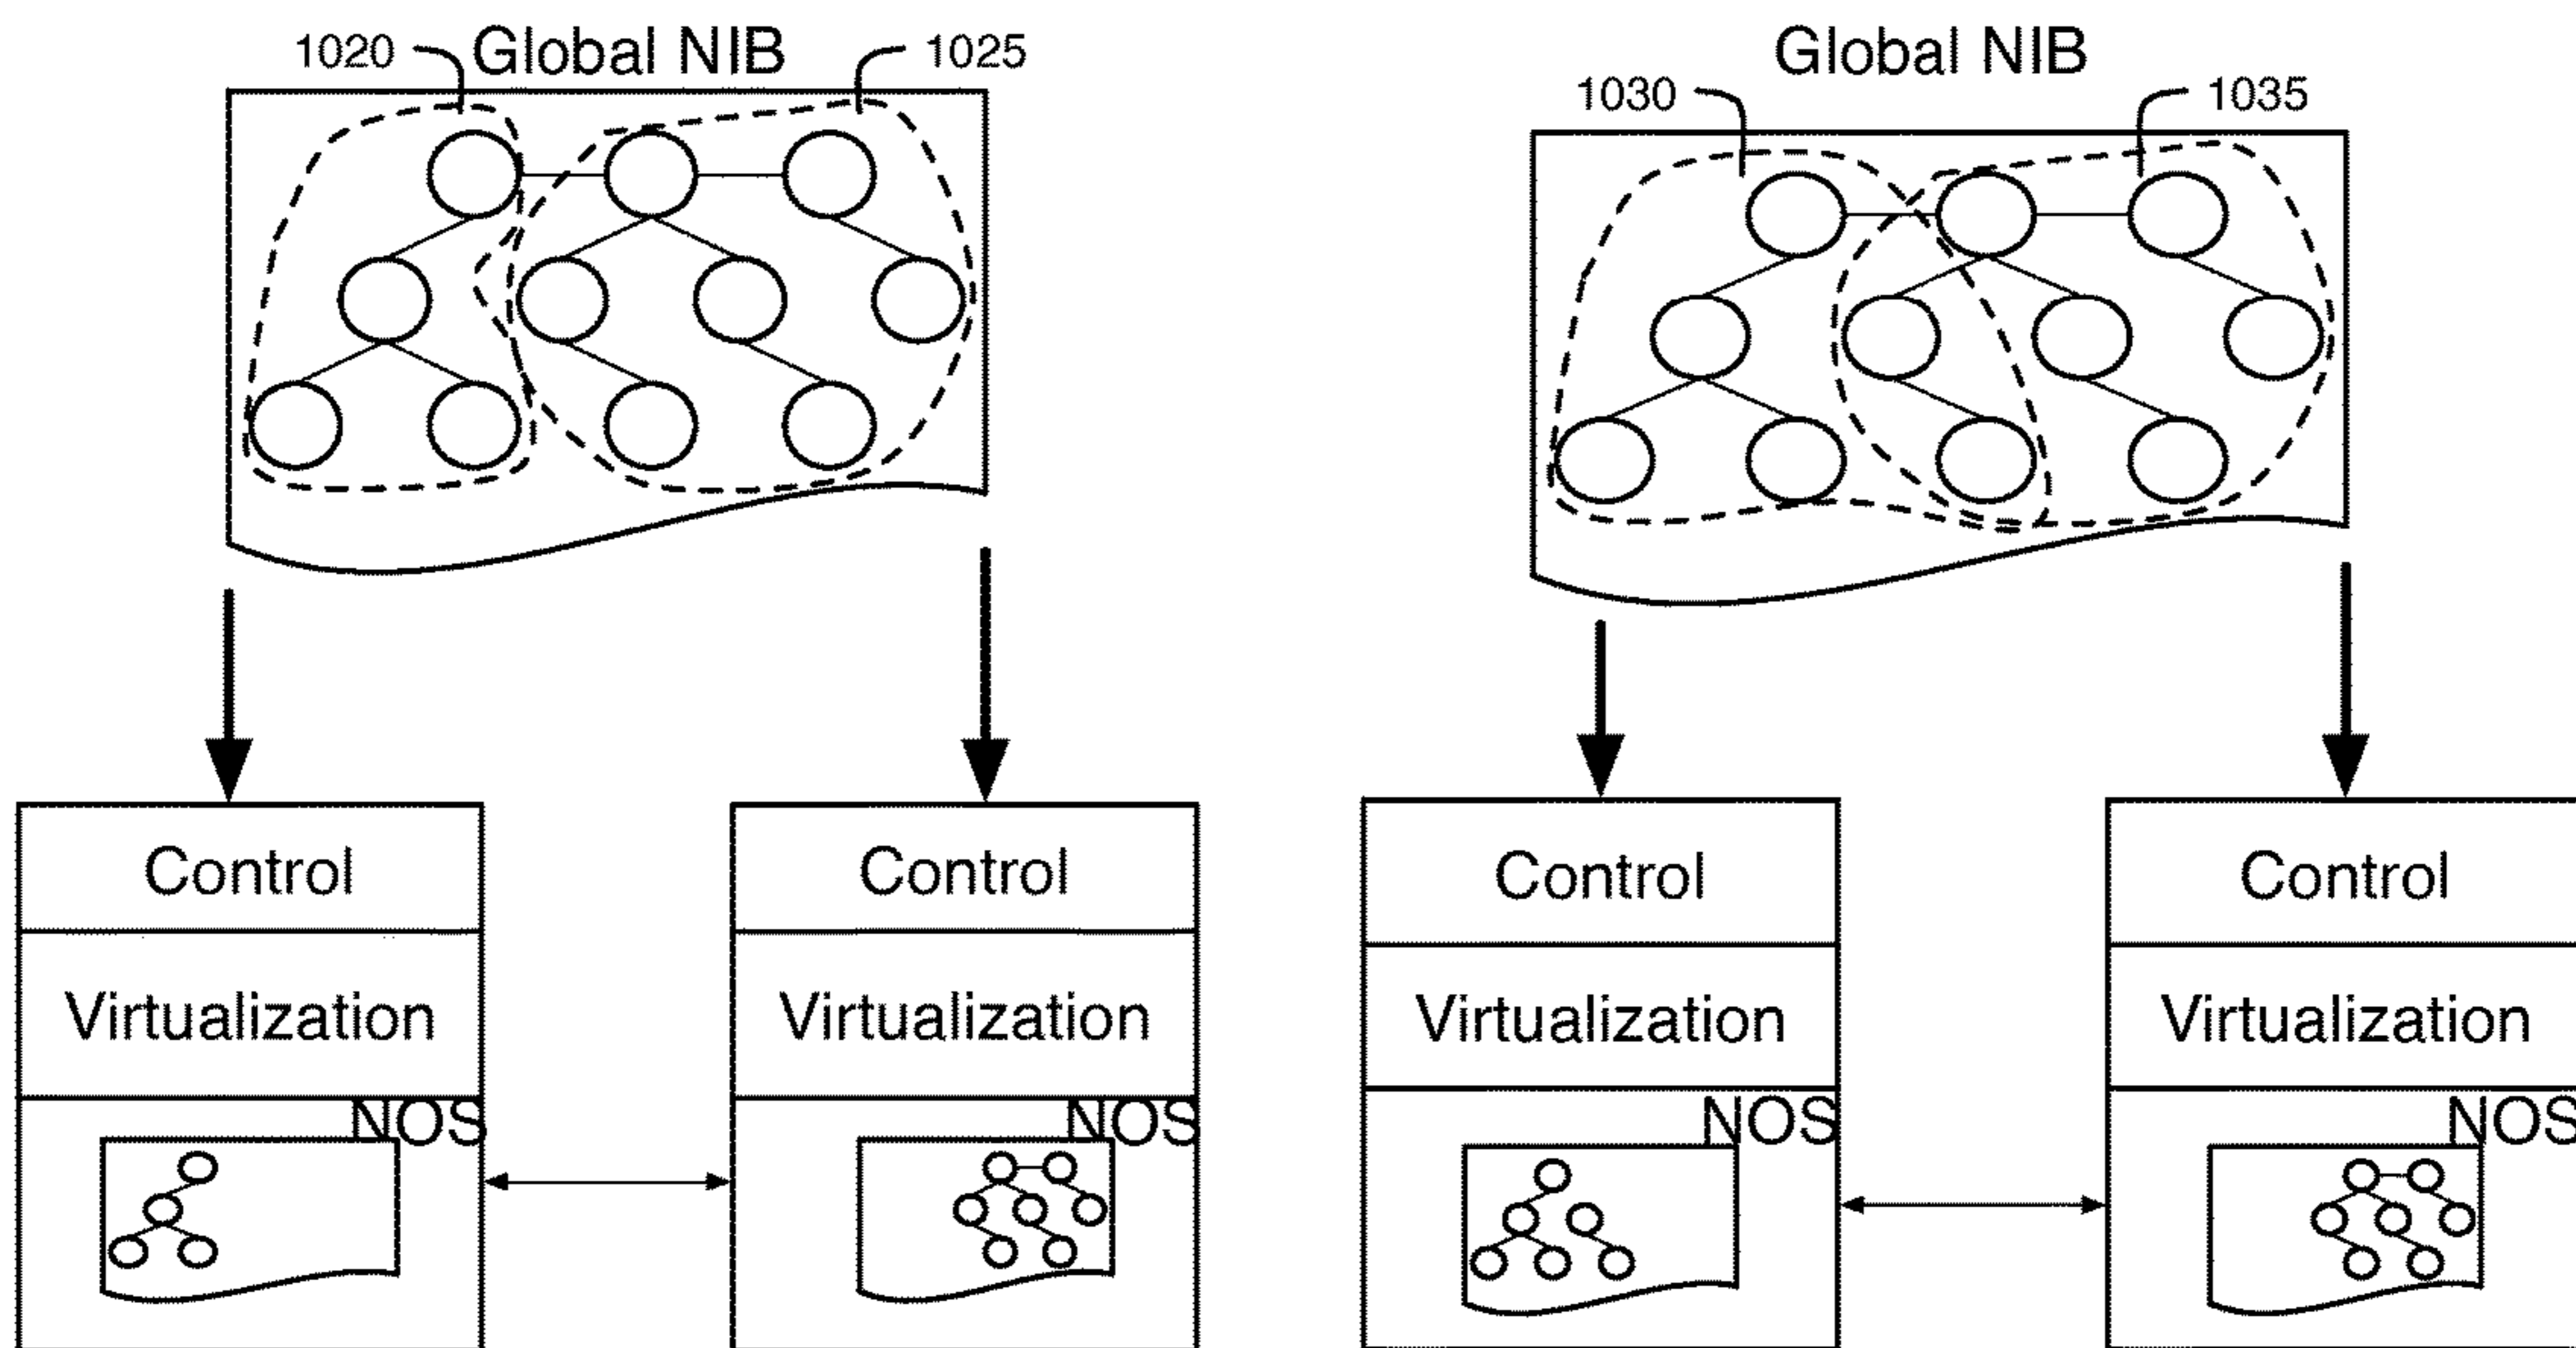 1020 Global NIB 1025
Global NIB
1030 1035
Control
Virtualization
NOS
Control
Virtualization
NOS
Control
Virtualization
NOS
Control
Virtualization
NOS